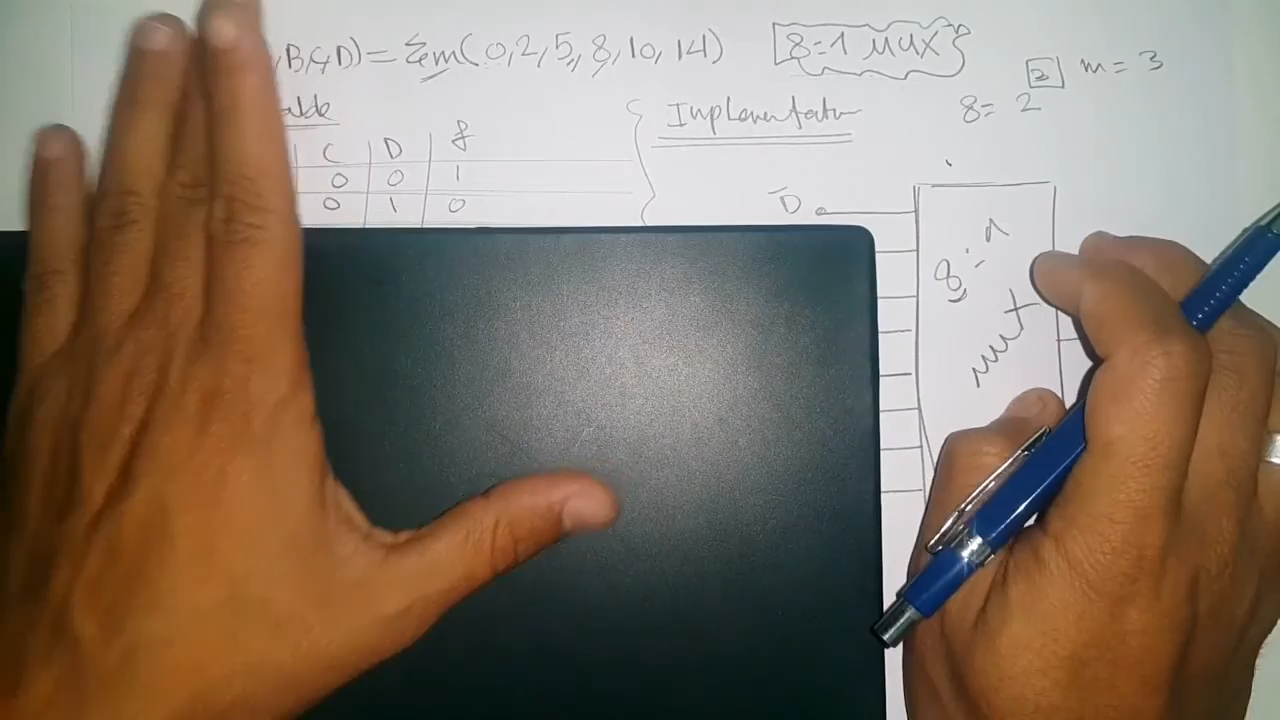 ,B,C,D) = Σm(0,2,5,8,10,14) 8:1 MUX
3 m = 3
8 = 2
Implementation
C D f
0 0 1
0 1 0
D̄
8:1
mux